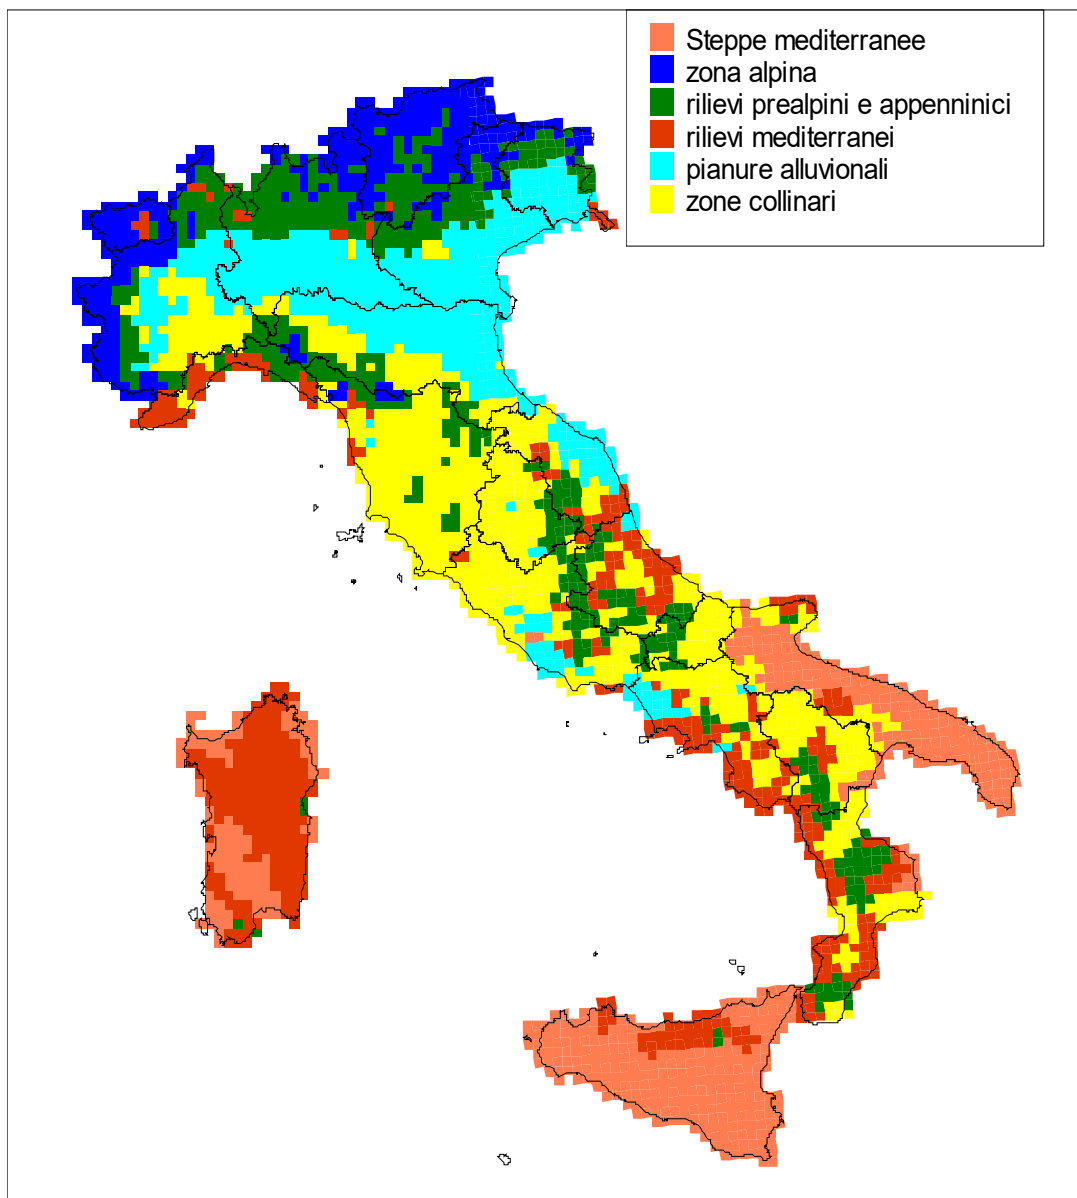 Steppe mediterranee
zona alpina
rilievi prealpini e appenninici
rilievi mediterranei
pianure alluvionali
zone collinari